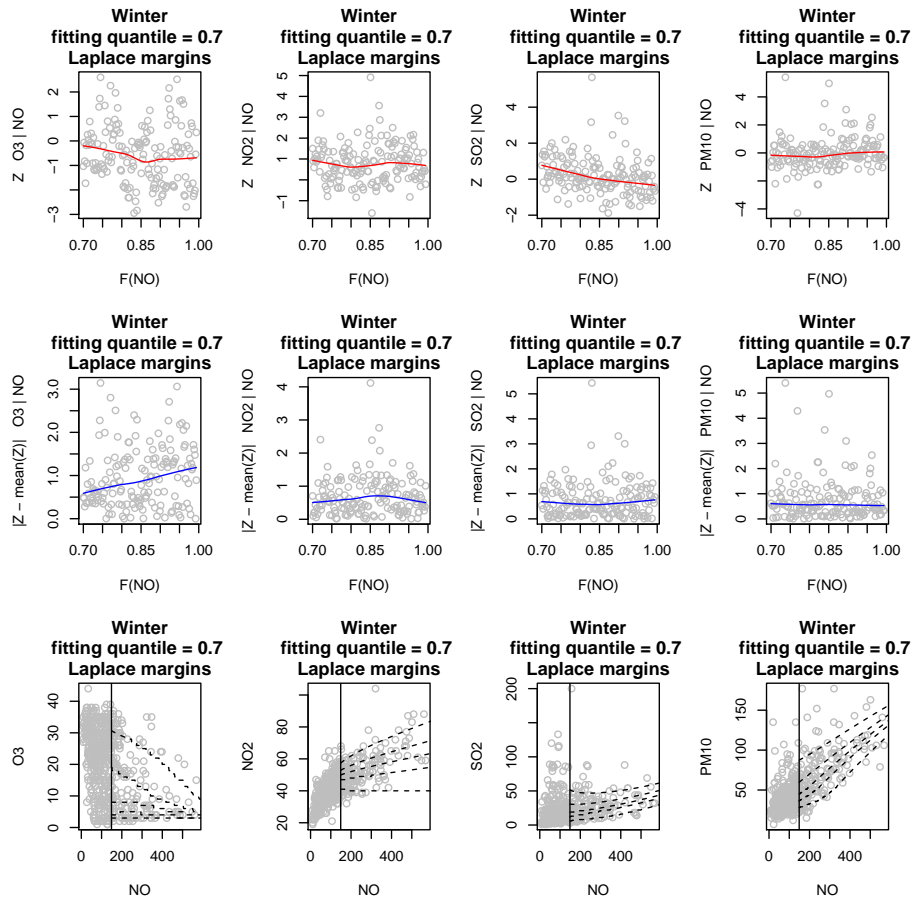 Winter
fitting quantile = 0.7
Laplace margins
Z O3 | NO
−3 −1 0 1 2
0.70 0.85 1.00
F(NO)
Winter
fitting quantile = 0.7
Laplace margins
Z NO2 | NO
−1 1 2 3 4 5
0.70 0.85 1.00
F(NO)
Winter
fitting quantile = 0.7
Laplace margins
Z SO2 | NO
−2 0 2 4
0.70 0.85 1.00
F(NO)
Winter
fitting quantile = 0.7
Laplace margins
Z PM10 | NO
−4 −2 0 2 4
0.70 0.85 1.00
F(NO)
Winter
fitting quantile = 0.7
Laplace margins
|Z − mean(Z)| O3 | NO
0.0 1.0 2.0 3.0
0.70 0.85 1.00
F(NO)
Winter
fitting quantile = 0.7
Laplace margins
|Z − mean(Z)| NO2 | NO
0 1 2 3 4
0.70 0.85 1.00
F(NO)
Winter
fitting quantile = 0.7
Laplace margins
|Z − mean(Z)| SO2 | NO
0 1 2 3 4 5
0.70 0.85 1.00
F(NO)
Winter
fitting quantile = 0.7
Laplace margins
|Z − mean(Z)| PM10 | NO
0 1 2 3 4 5
0.70 0.85 1.00
F(NO)
Winter
fitting quantile = 0.7
Laplace margins
O3
0 10 20 30 40
0 200 400
NO
Winter
fitting quantile = 0.7
Laplace margins
NO2
20 40 60 80
0 200 400
NO
Winter
fitting quantile = 0.7
Laplace margins
SO2
0 50 100 200
0 200 400
NO
Winter
fitting quantile = 0.7
Laplace margins
PM10
50 100 150
0 200 400
NO